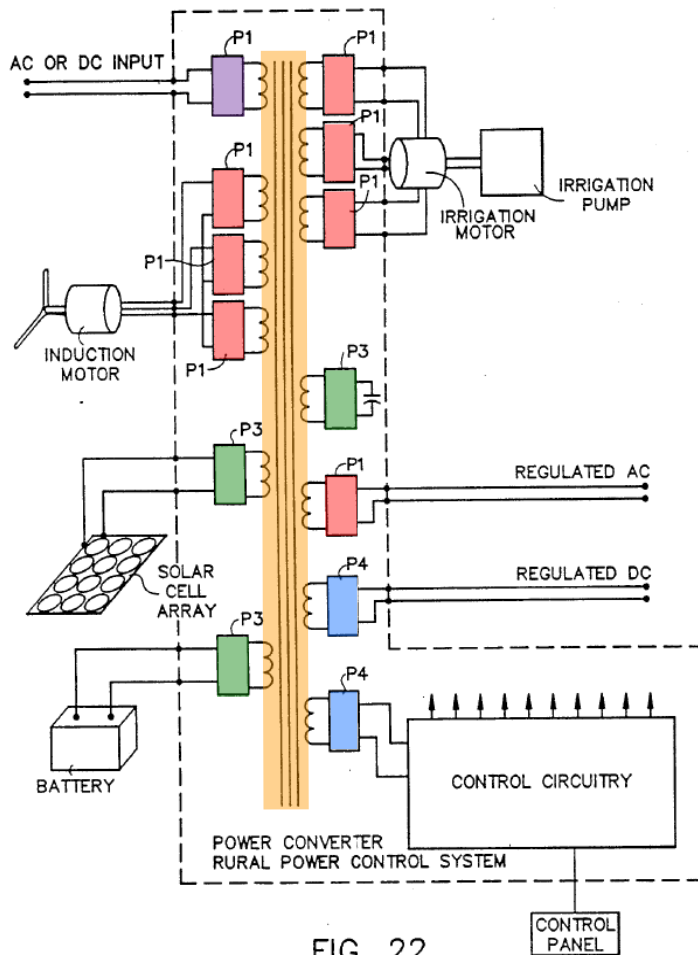 P1
P1
AC OR DC INPUT
P1
P1
P1
IRRIGATION
PUMP
IRRIGATION
MOTOR
P1
P1
INDUCTION
MOTOR
P3
P3
P1
REGULATED AC
SOLAR
CELL
ARRAY
P4
REGULATED DC
P3
P4
BATTERY
CONTROL CIRCUITRY
POWER CONVERTER
RURAL POWER CONTROL SYSTEM
CONTROL
PANEL
FIG. 22